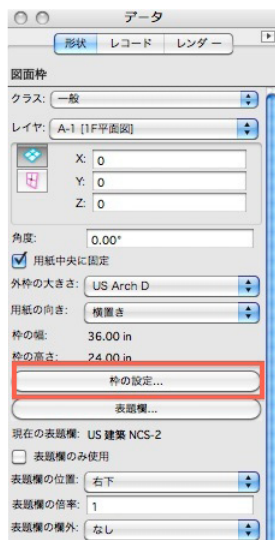 データ
形状 レコード レンダー
図面枠
クラス: 一般
レイヤ: A-1 [1F平面図]
X: 0
Y: 0
Z: 0
角度: 0.00°
用紙中央に固定
外枠の大きさ: US Arch D
用紙の向き: 横置き
枠の幅: 36.00 in
枠の高さ: 24.00 in
枠の設定...
表題欄...
現在の表題欄: US 建築 NCS-2
表題欄のみ使用
表題欄の位置: 右下
表題欄の倍率: 1
表題欄の欄外: なし